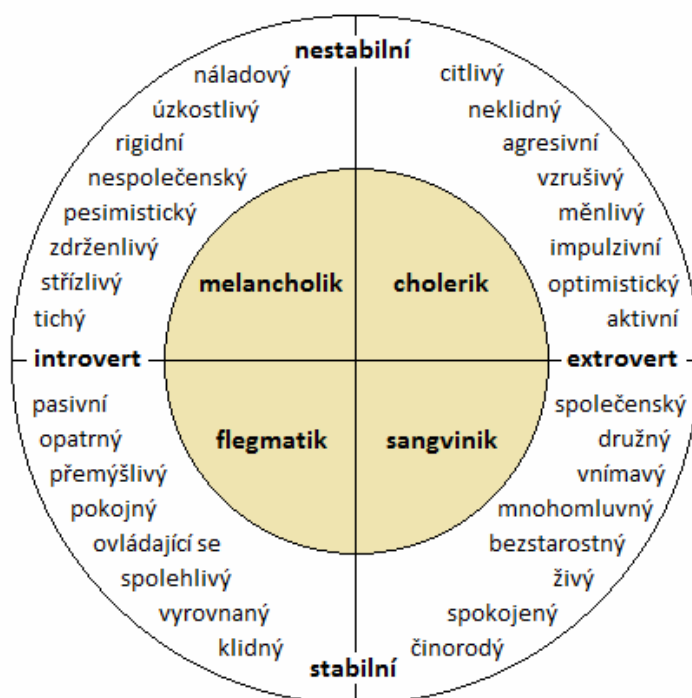 nestabilní
náladový citlivý
úzkostlivý neklidný
rigidní agresivní
nespolečenský vzrušivý
pesimistický měnlivý
zdrženlivý impulzivní
střízlivý melancholik cholerik optimistický
tichý aktivní
introvert extrovert
pasivní společenský
opatrný flegmatik sangvinik družný
přemýšlivý vnímavý
pokojný mnohomluvný
ovládající se bezstarostný
spolehlivý živý
vyrovnaný spokojený
klidný činorodý
stabilní